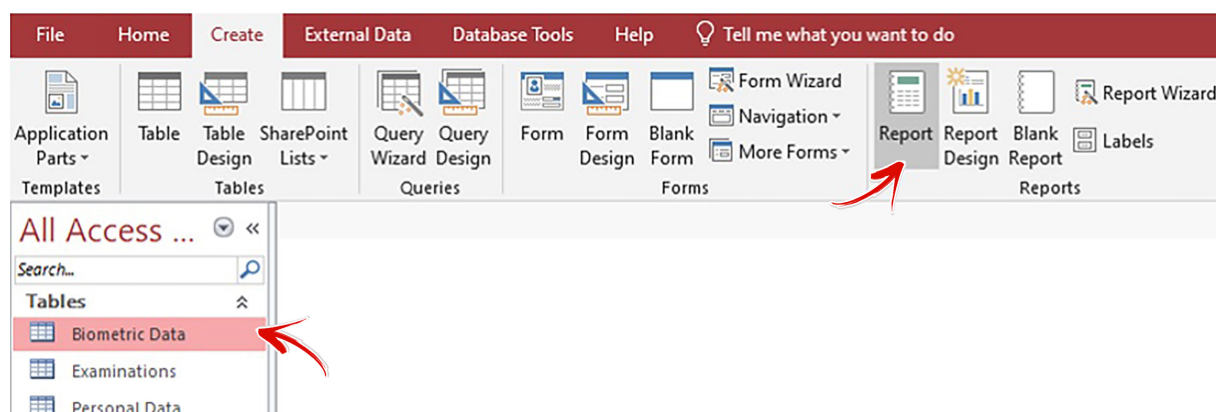 File Home Create External Data Database Tools Help Tell me what you want to do
Form Wizard
Report Wizard
Navigation
Application Table Table SharePoint Query Query Form Form Blank Report Report Blank
Labels
More Forms
Parts Design Lists Wizard Design Design Form Design Report
Templates Tables Queries Forms Reports
All Access ...
Search...
Tables
Biometric Data
Examinations
Personal Data